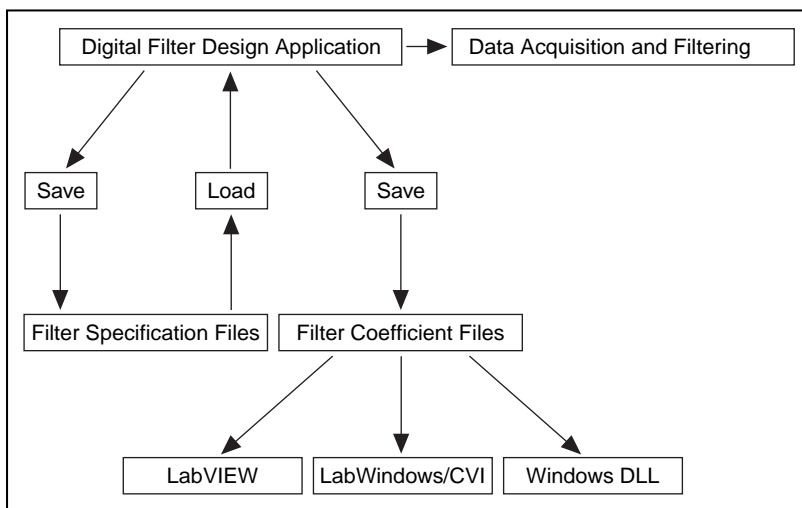 Digital Filter Design Application
Data Acquisition and Filtering
Save
Load
Save
Filter Specification Files
Filter Coefficient Files
LabVIEW
LabWindows/CVI
Windows DLL